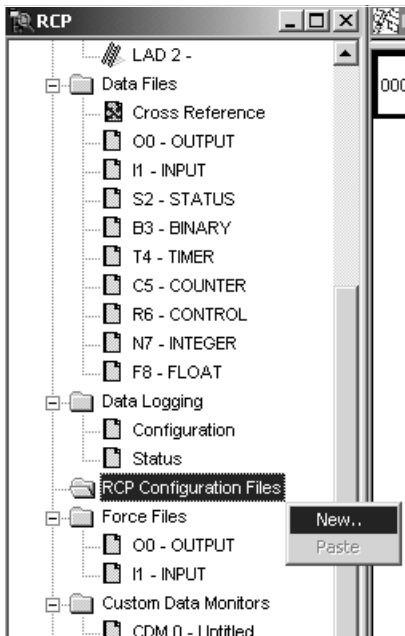 RCP
LAD 2 -
Data Files
Cross Reference
O0 - OUTPUT
I1 - INPUT
S2 - STATUS
B3 - BINARY
T4 - TIMER
C5 - COUNTER
R6 - CONTROL
N7 - INTEGER
F8 - FLOAT
Data Logging
Configuration
Status
RCP Configuration Files
New..
Paste
Force Files
O0 - OUTPUT
I1 - INPUT
Custom Data Monitors
CDM 0 - Untitled
000